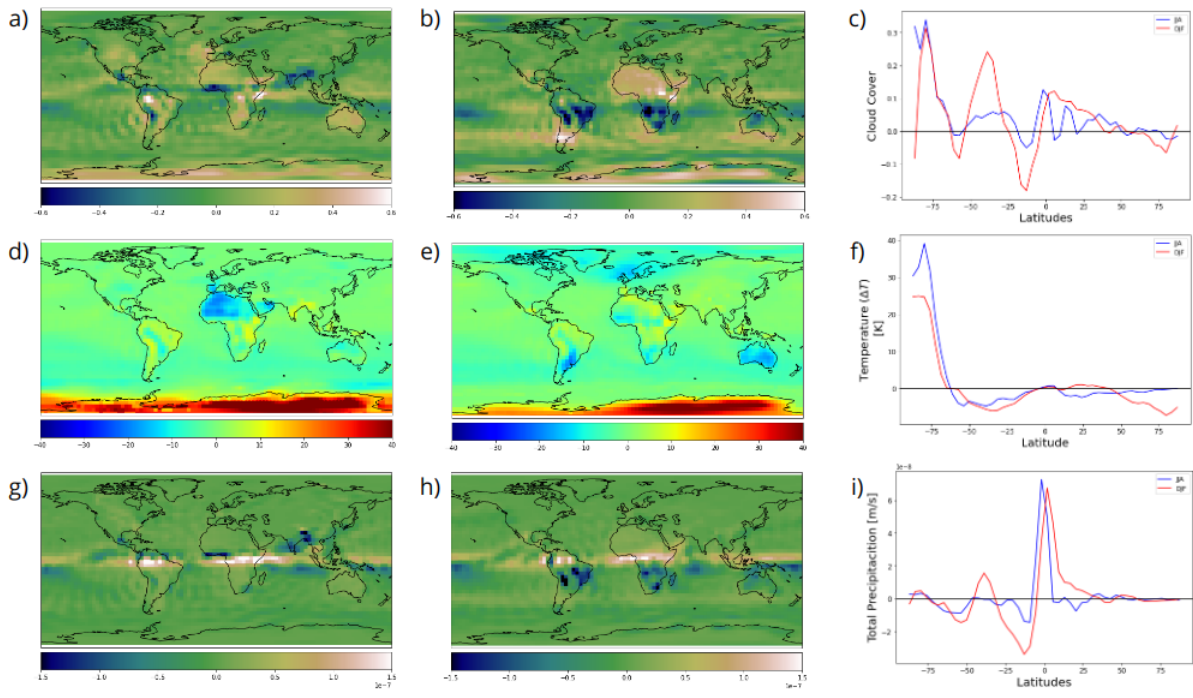 a)
-0.6 -0.4 -0.2 0.0 0.2 0.4 0.6
b)
-0.6 -0.4 -0.2 0.0 0.2 0.4 0.6
c)
JJA
DJF
Cloud Cover
0.3
0.2
0.1
0.0
-0.1
-0.2
-75 -50 -25 0 25 50 75
Latitudes
d)
-40 -30 -20 -10 0 10 20 30 40
e)
-40 -30 -20 -10 0 10 20 30 40
f)
JJA
DJF
Temperature (ΔT)
[K]
40
30
20
10
0
-75 -50 -25 0 25 50 75
Latitude
g)
-1.5 -1.0 -0.5 0.0 0.5 1.0 1.5
1e-7
h)
-1.5 -1.0 -0.5 0.0 0.5 1.0 1.5
1e-7
i)
1e-8
JJA
DJF
Total Precipitacition [m/s]
6
4
2
0
-2
-75 -50 -25 0 25 50 75
Latitudes